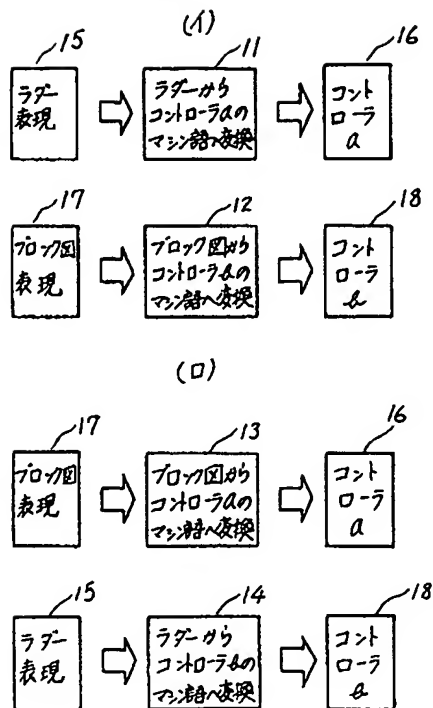 (イ)
15
11
16
ラダー
表現
ラダーから
コントローラaの
マシン語へ変換
コント
ローラ
a
17
12
18
ブロック図
表現
ブロック図から
コントローラbの
マシン語へ変換
コント
ローラ
b
(ロ)
17
13
16
ブロック図
表現
ブロック図から
コントローラaの
マシン語へ変換
コント
ローラ
a
15
14
18
ラダー
表現
ラダーから
コントローラbの
マシン語へ変換
コント
ローラ
b